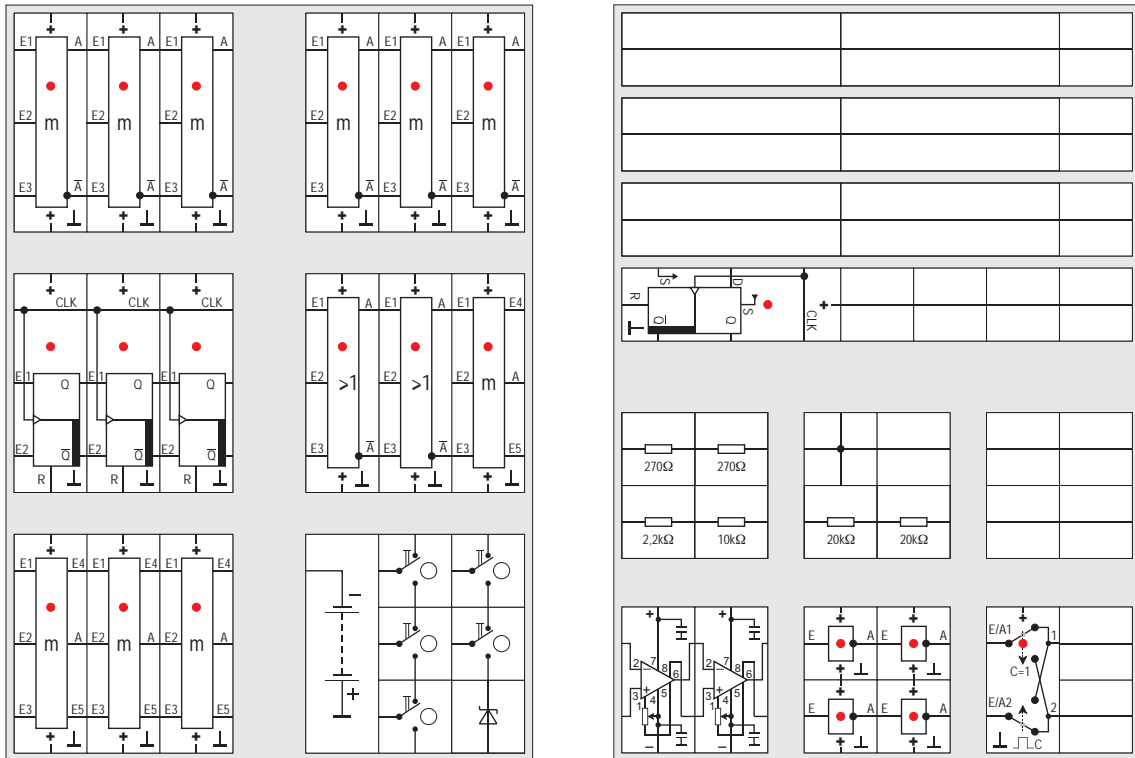 + + + + + +
E1 A E1 A E1 A E1 A E1 A E1 A
E2 m E2 m E2 m E2 m E2 m E2 m
E3 A̅ E3 A̅ E3 A̅ E3 A̅ E3 A̅ E3 A̅
+ + + + + +
+ + + + + +
CLK CLK CLK E1 A E1 A E1 E4
E1 Q E1 Q E1 Q E2 >1 E2 >1 E2 m A
E2 Q̅ E2 Q̅ E2 Q̅ E3 A̅ E3 A̅ E3 E5
R R R + + +
+ + +
E1 E4 E1 E4 E1 E4
E2 m A E2 m A E2 m A
E3 E5 E3 E5 E3 E5
+ + +
−
+
S D
R S +
Q̅ Q CLK
270Ω 270Ω
2,2kΩ 10kΩ 20kΩ 20kΩ
+ + + + +
2 7 8 6 2 7 8 6
− + − +
3 1 4 5 3 1 4 5
− −
E A E A
+ +
+ +
E A E A
+ +
E/A1 1
C=1
E/A2 2
C